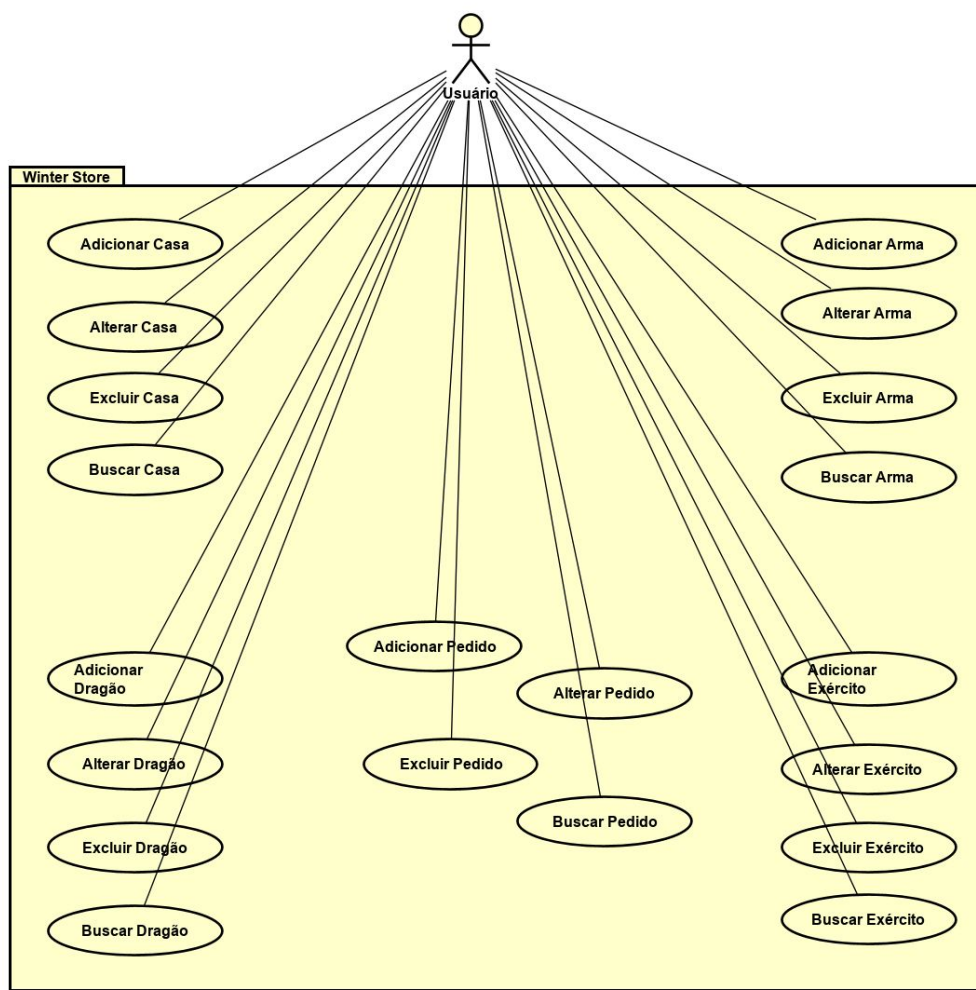 Usuário
Winter Store
Adicionar Casa
Adicionar Arma
Alterar Casa
Alterar Arma
Excluir Casa
Excluir Arma
Buscar Casa
Buscar Arma
Adicionar Pedido
Adicionar
Dragão
Adicionar
Exército
Alterar Pedido
Alterar Dragão
Excluir Pedido
Alterar Exército
Buscar Pedido
Excluir Dragão
Excluir Exército
Buscar Dragão
Buscar Exército